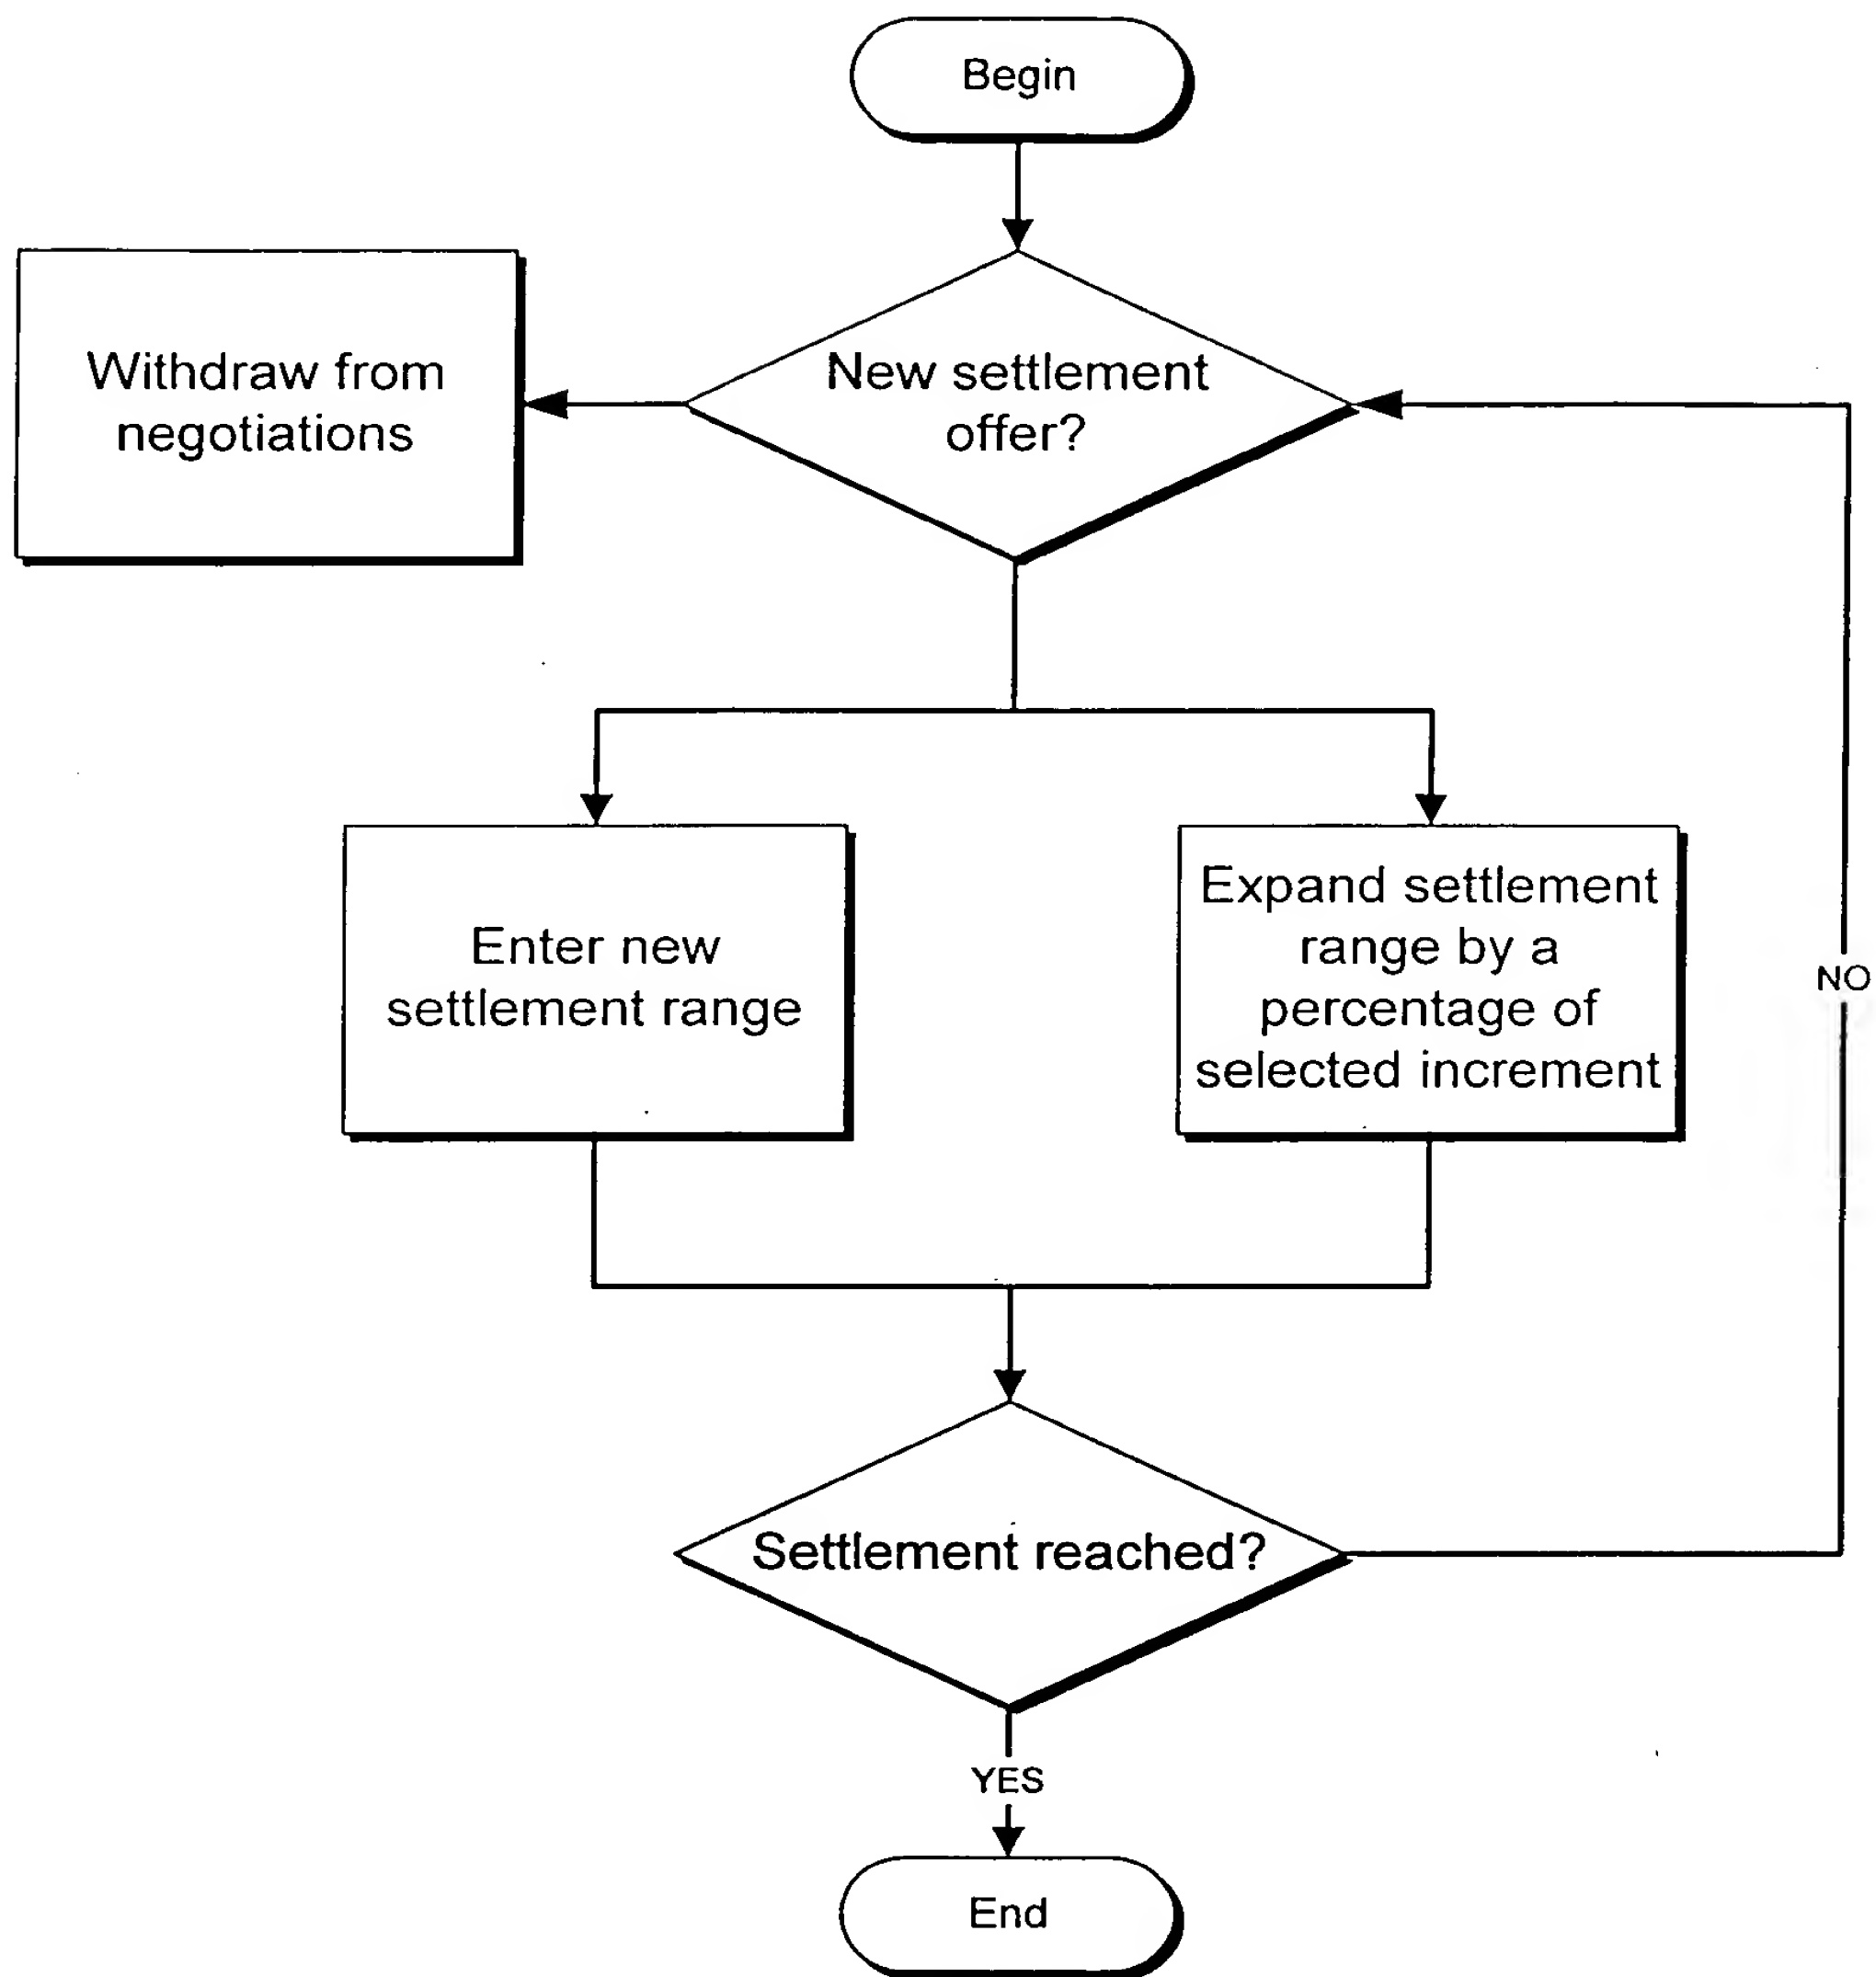 Begin
Withdraw from
negotiations
New settlement
offer?
Enter new
settlement range
Expand settlement
range by a
percentage of
selected increment
NO
Settlement reached?
YES
End